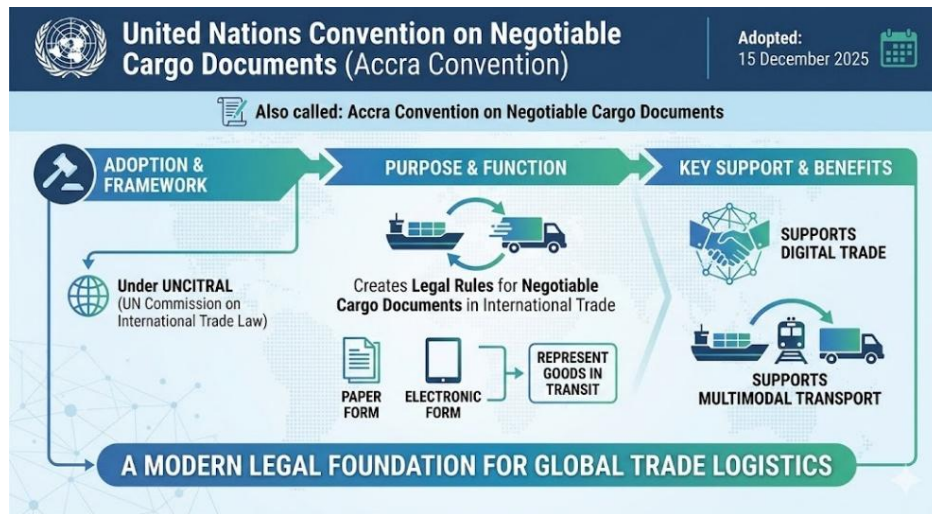 United Nations Convention on Negotiable
Cargo Documents (Accra Convention)
Adopted:
15 December 2025
Also called: Accra Convention on Negotiable Cargo Documents
ADOPTION &
FRAMEWORK
Under UNCITRAL
(UN Commission on
International Trade Law)
PURPOSE & FUNCTION
Creates Legal Rules for Negotiable
Cargo Documents in International Trade
PAPER
FORM
ELECTRONIC
FORM
REPRESENT
GOODS IN
TRANSIT
KEY SUPPORT & BENEFITS
SUPPORTS
DIGITAL TRADE
SUPPORTS
MULTIMODAL TRANSPORT
A MODERN LEGAL FOUNDATION FOR GLOBAL TRADE LOGISTICS